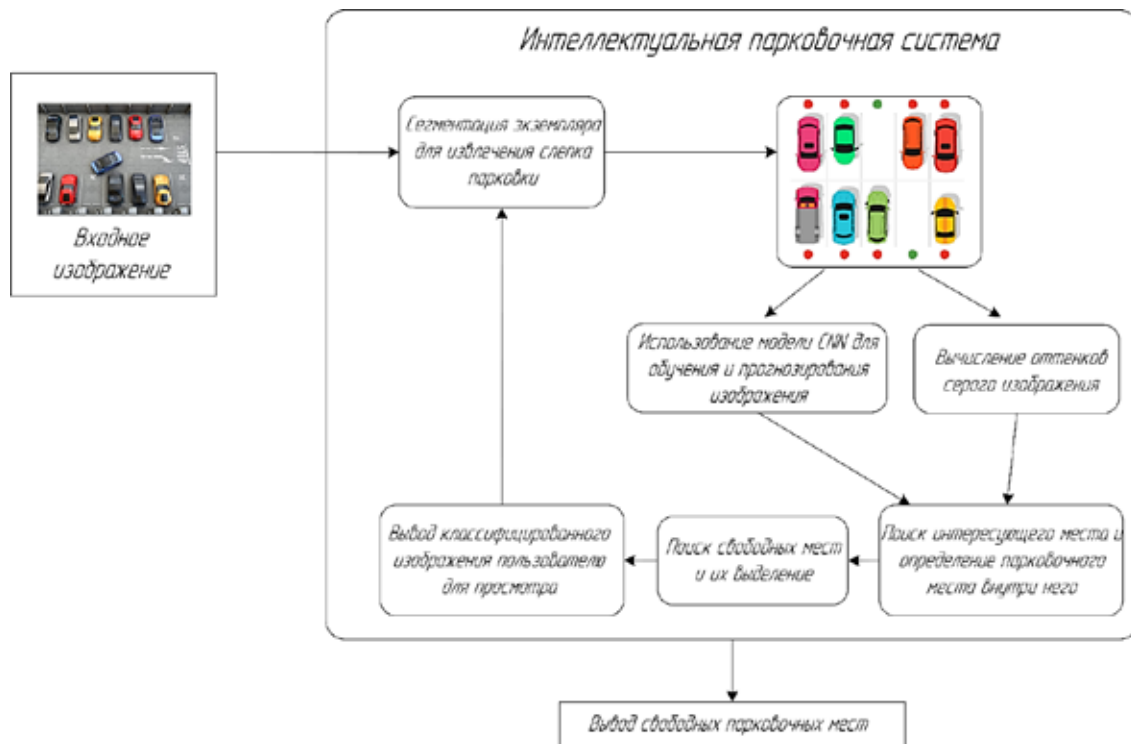 Интеллектуальная парковочная система
Входное
изображение
Сегментация экземпляра
для извлечения слепка
парковки
Использование модели CNN для
обучения и прогнозирования
изображения
Вычисление оттенков
серого изображения
Вывод классифицированного
изображения пользователю
для просмотра
Поиск свободных мест
и их выделение
Поиск интересующего места и
определение парковочного
места внутри него
Вывод свободных парковочных мест